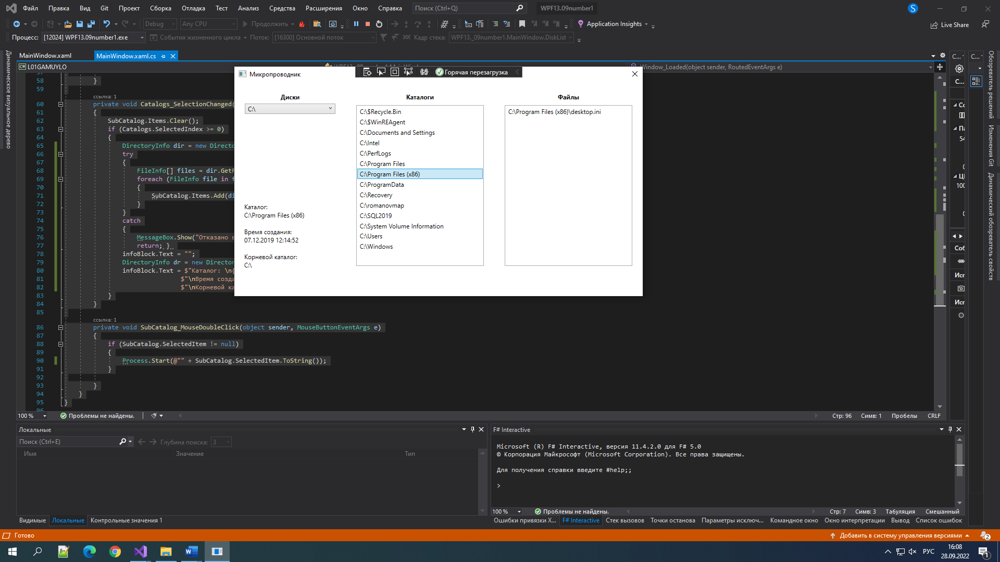 Файл Правка Вид Git Проект Сборка Отладка Тест Анализ Средства Расширения Окно Справка Поиск (Ctrl+Q) WPF13.09number1 S
Debug Any CPU Продолжить Application Insights Live Share
Процесс: [12024] WPF13.09number1.exe События жизненного цикла Поток: [16300] Основной поток Кадр стека: WPF13._09number1.MainWindow.DiskList
MainWindow.xaml MainWindow.xaml.cs
C# L01GAMUYLO Window_Loaded(object sender, RoutedEventArgs e)
Динамическое визуальное дерево
58 }
59
ссылка: 1
60 private void Catalogs_SelectionChanged(
61 {
62 SubCatalog.Items.Clear();
63 if (Catalogs.SelectedIndex >= 0)
64 {
65 DirectoryInfo dir = new Directo
66 try
67 {
68 FileInfo[] files = dir.GetF
69 foreach (FileInfo file in f
70 {
71 SubCatalog.Items.Add(di
72 }
73 }
74 catch
75 {
76 MessageBox.Show("Отказано в
77 return; }
78 infoBlock.Text = "";
79 DirectoryInfo dr = new Director
80 infoBlock.Text = $"Каталог: \n{
81 $"\nВремя созда
82 $"\nКорневой ка
83 }
84 }
85
ссылка: 1
86 private void SubCatalog_MouseDoubleClick(object sender, MouseButtonEventArgs e)
87 {
88 if (SubCatalog.SelectedItem != null)
89 {
90 Process.Start(@"" + SubCatalog.SelectedItem.ToString());
91 }
92
93 }
94 }
95 }
96
Микропроводник
Горячая перезагрузка
Диски
C:\
Каталог:
C:\Program Files (x86)
Время создания:
07.12.2019 12:14:52
Корневой каталог:
C:\
Каталоги
C:\$Recycle.Bin
C:\$WinREAgent
C:\Documents and Settings
C:\Intel
C:\PerfLogs
C:\Program Files
C:\Program Files (x86)
C:\ProgramData
C:\Recovery
C:\romanovmap
C:\SQL2019
C:\System Volume Information
C:\Users
C:\Windows
Файлы
C:\Program Files (x86)\desktop.ini
С... С...
С...
Со
Па
54
0
ЦП
100
0
Соб
Исп
Исп
Обозреватель решений
Изменения Git
Динамический обозреватель свойств
100 % Проблемы не найдены. Стр: 96 Симв: 1 Пробелы CRLF
Локальные
Поиск (Ctrl+E) Глубина поиска: 3
Имя Значение Тип
Видимые Локальные Контрольные значения 1
F# Interactive
Microsoft (R) F# Interactive, версия 11.4.2.0 для F# 5.0
© Корпорация Майкрософт (Microsoft Corporation). Все права защищены.
Для получения справки введите #help;;
>
100 % Проблемы не найдены. Стр: 7 Симв: 3 Табуляция Смешанный
Ошибки привязки X... F# Interactive Стек вызовов Точки останова Параметры исключ... Командное окно Окно интерпретации Вывод Список ошибок
Готово Добавить в систему управления версиями 2
РУС 16:08
28.09.2022 1